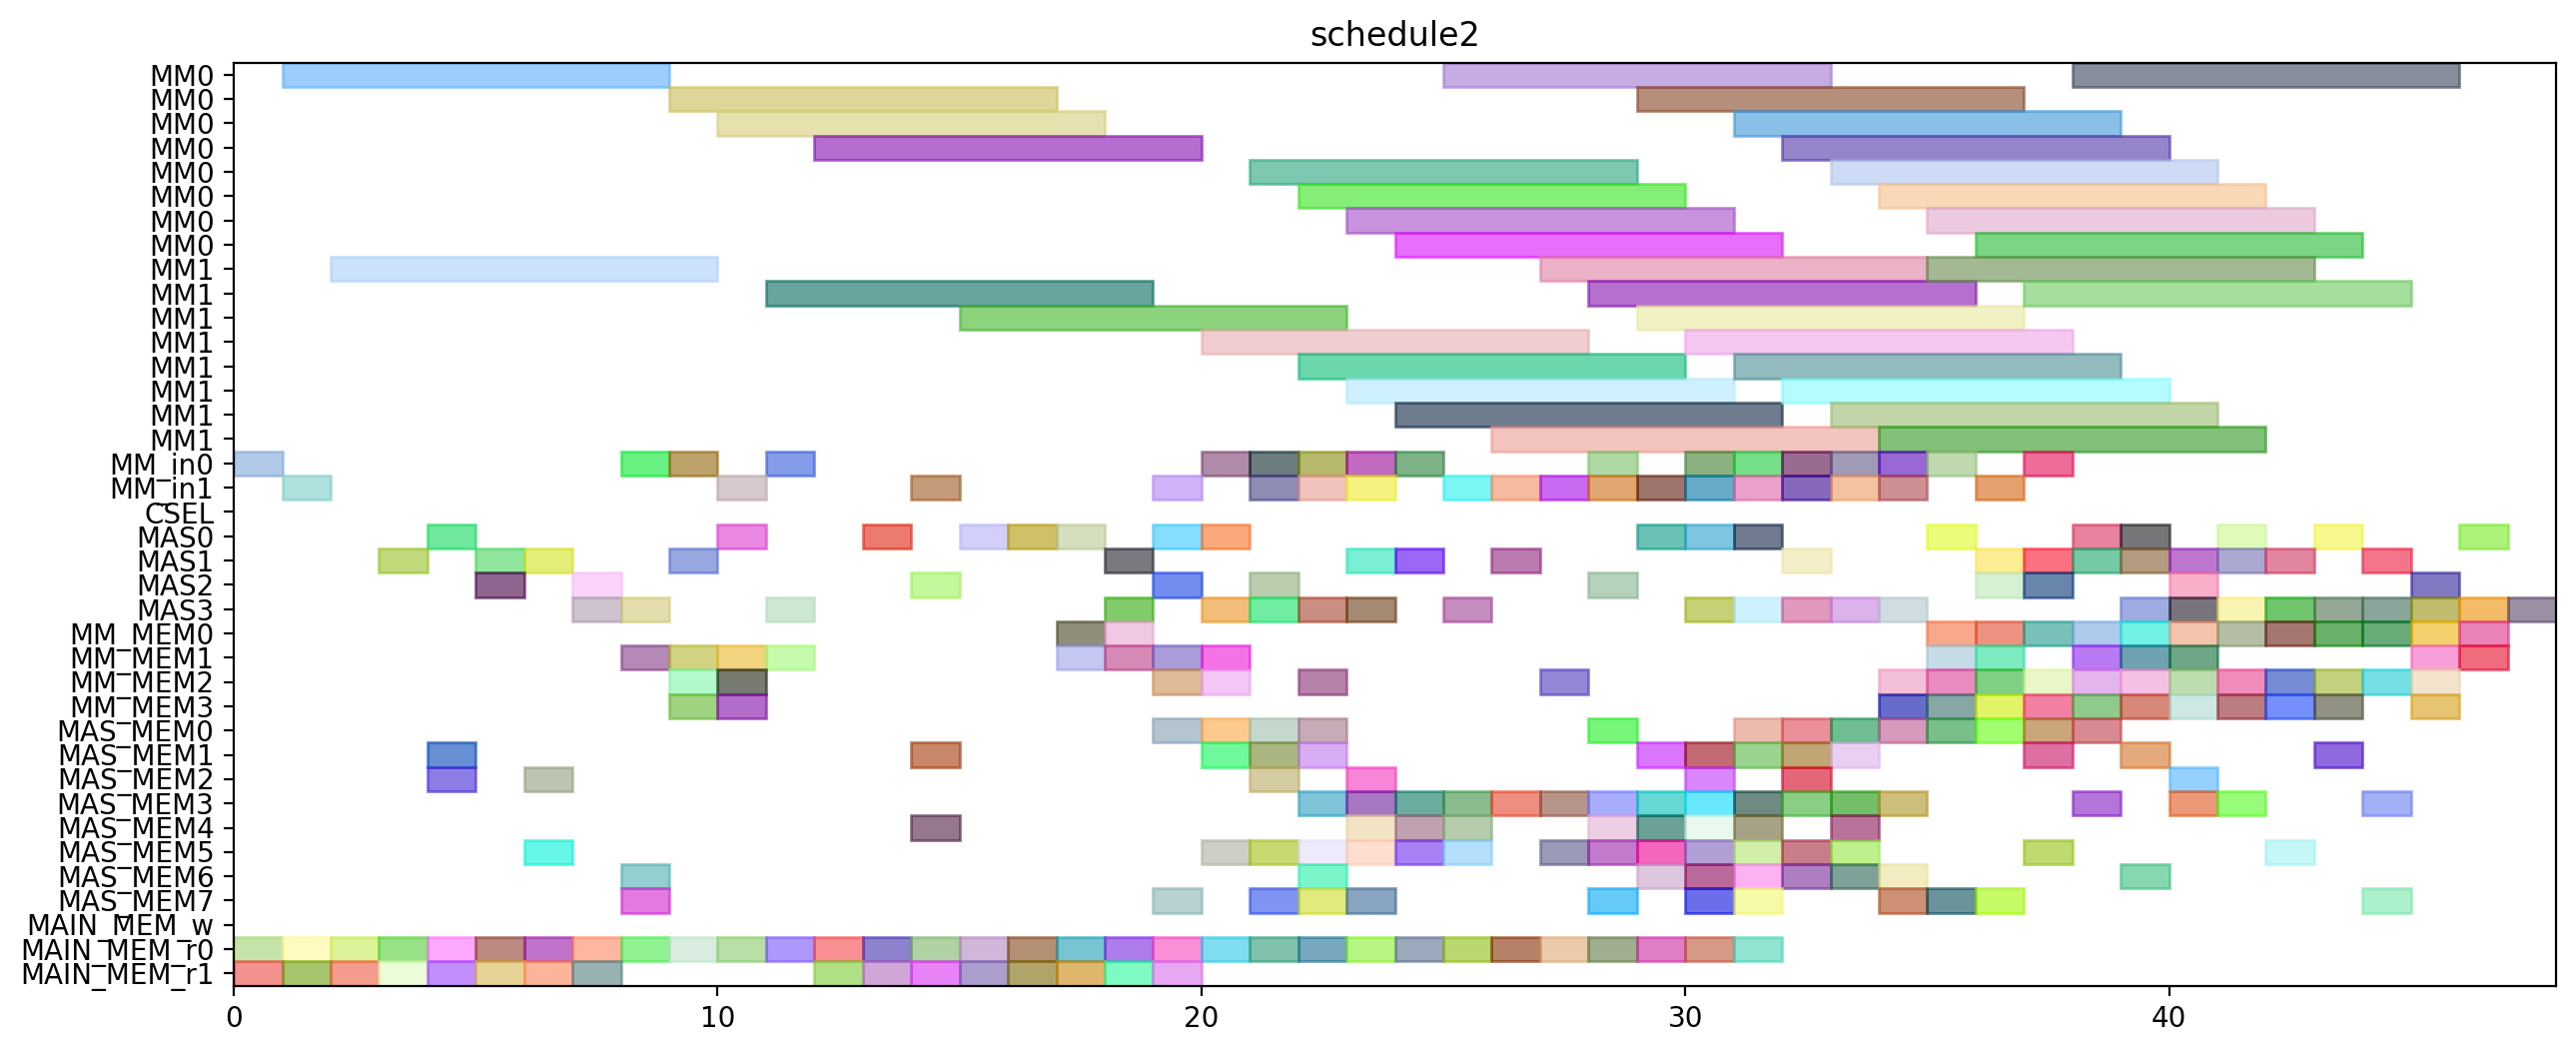 schedule2
MM0
MM0
MM0
MM0
MM0
MM0
MM0
MM0
MM1
MM1
MM1
MM1
MM1
MM1
MM1
MM1
MM_in0
MM_in1
CSEL
MAS0
MAS1
MAS2
MAS3
MM_MEM0
MM_MEM1
MM_MEM2
MM_MEM3
MAS_MEM0
MAS_MEM1
MAS_MEM2
MAS_MEM3
MAS_MEM4
MAS_MEM5
MAS_MEM6
MAS_MEM7
MAIN_MEM_w
MAIN_MEM_r0
MAIN_MEM_r1
0 10 20 30 40